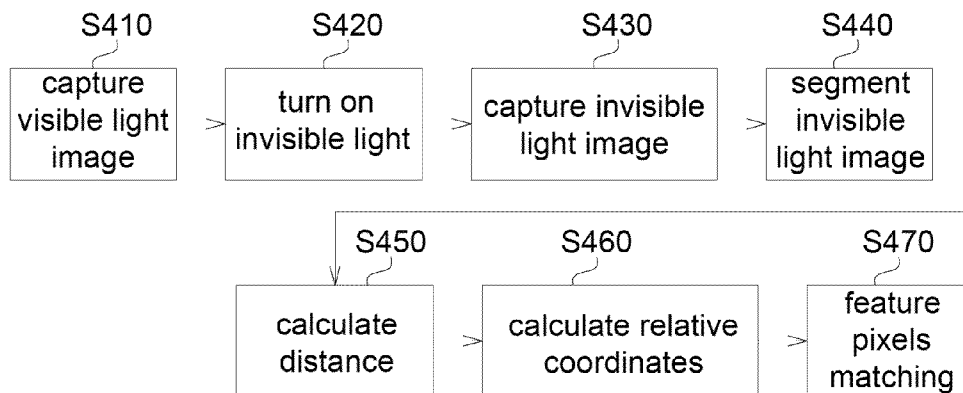 S410
S420
S430
S440
capture
visible light
image
turn on
invisible light
capture invisible
light image
segment
invisible
light image
S450
S460
S470
calculate
distance
calculate relative
coordinates
feature
pixels
matching